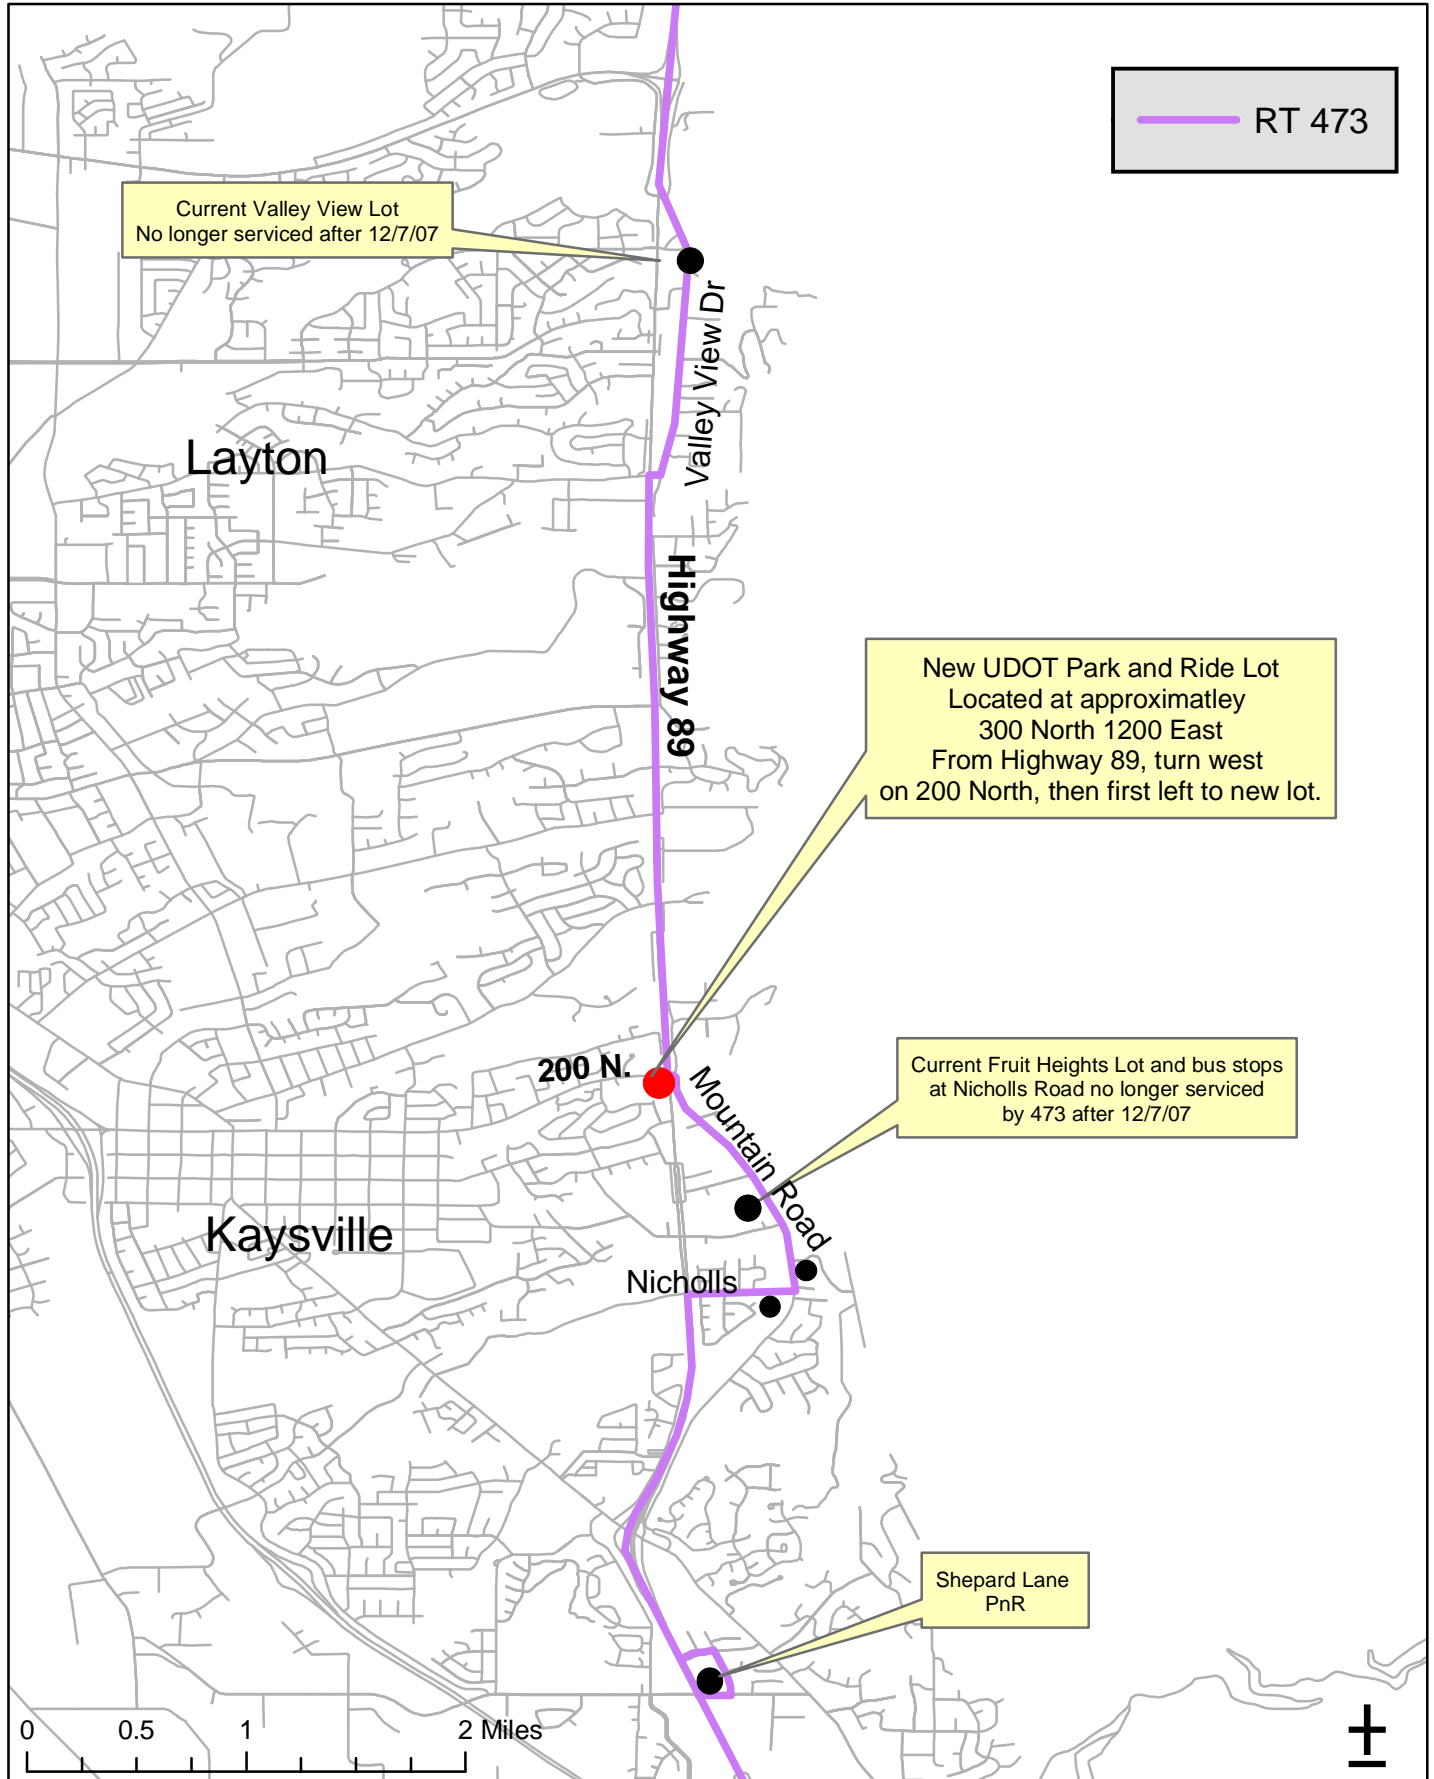 RT 473
Current Valley View Lot
No longer serviced after 12/7/07
Valley View Dr
Layton
Highway 89
New UDOT Park and Ride Lot
Located at approximatley
300 North 1200 East
From Highway 89, turn west
on 200 North, then first left to new lot.
200 N.
Mountain Road
Current Fruit Heights Lot and bus stops
at Nicholls Road no longer serviced
by 473 after 12/7/07
Kaysville
Nicholls
Shepard Lane
PnR
0 0.5 1 2 Miles